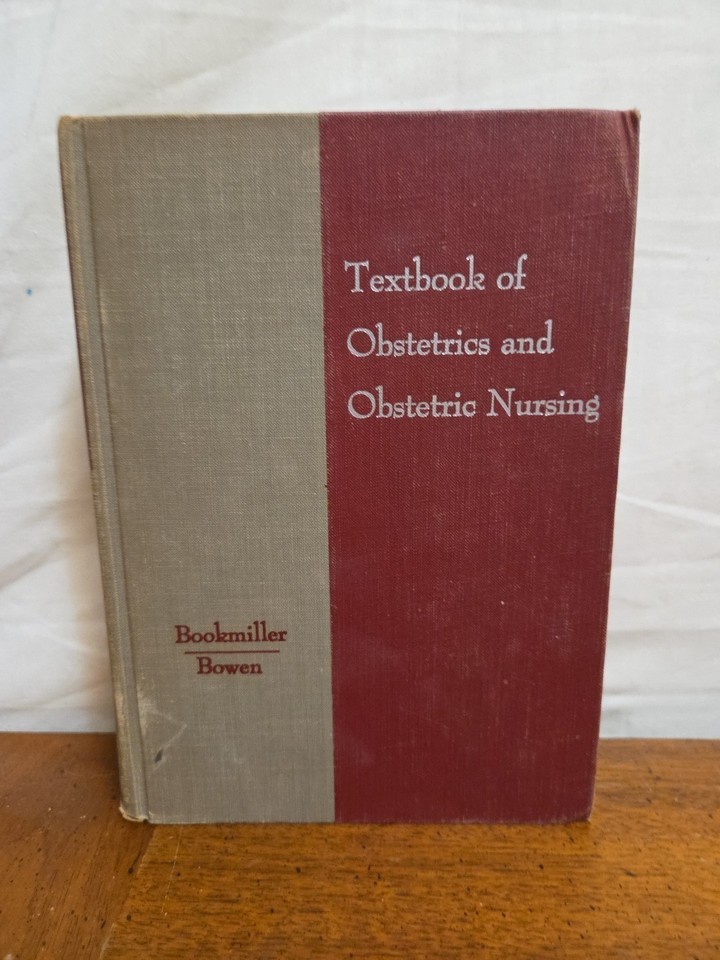 Textbook of
Obstetrics and
Obstetric Nursing
Bookmiller
Bowen